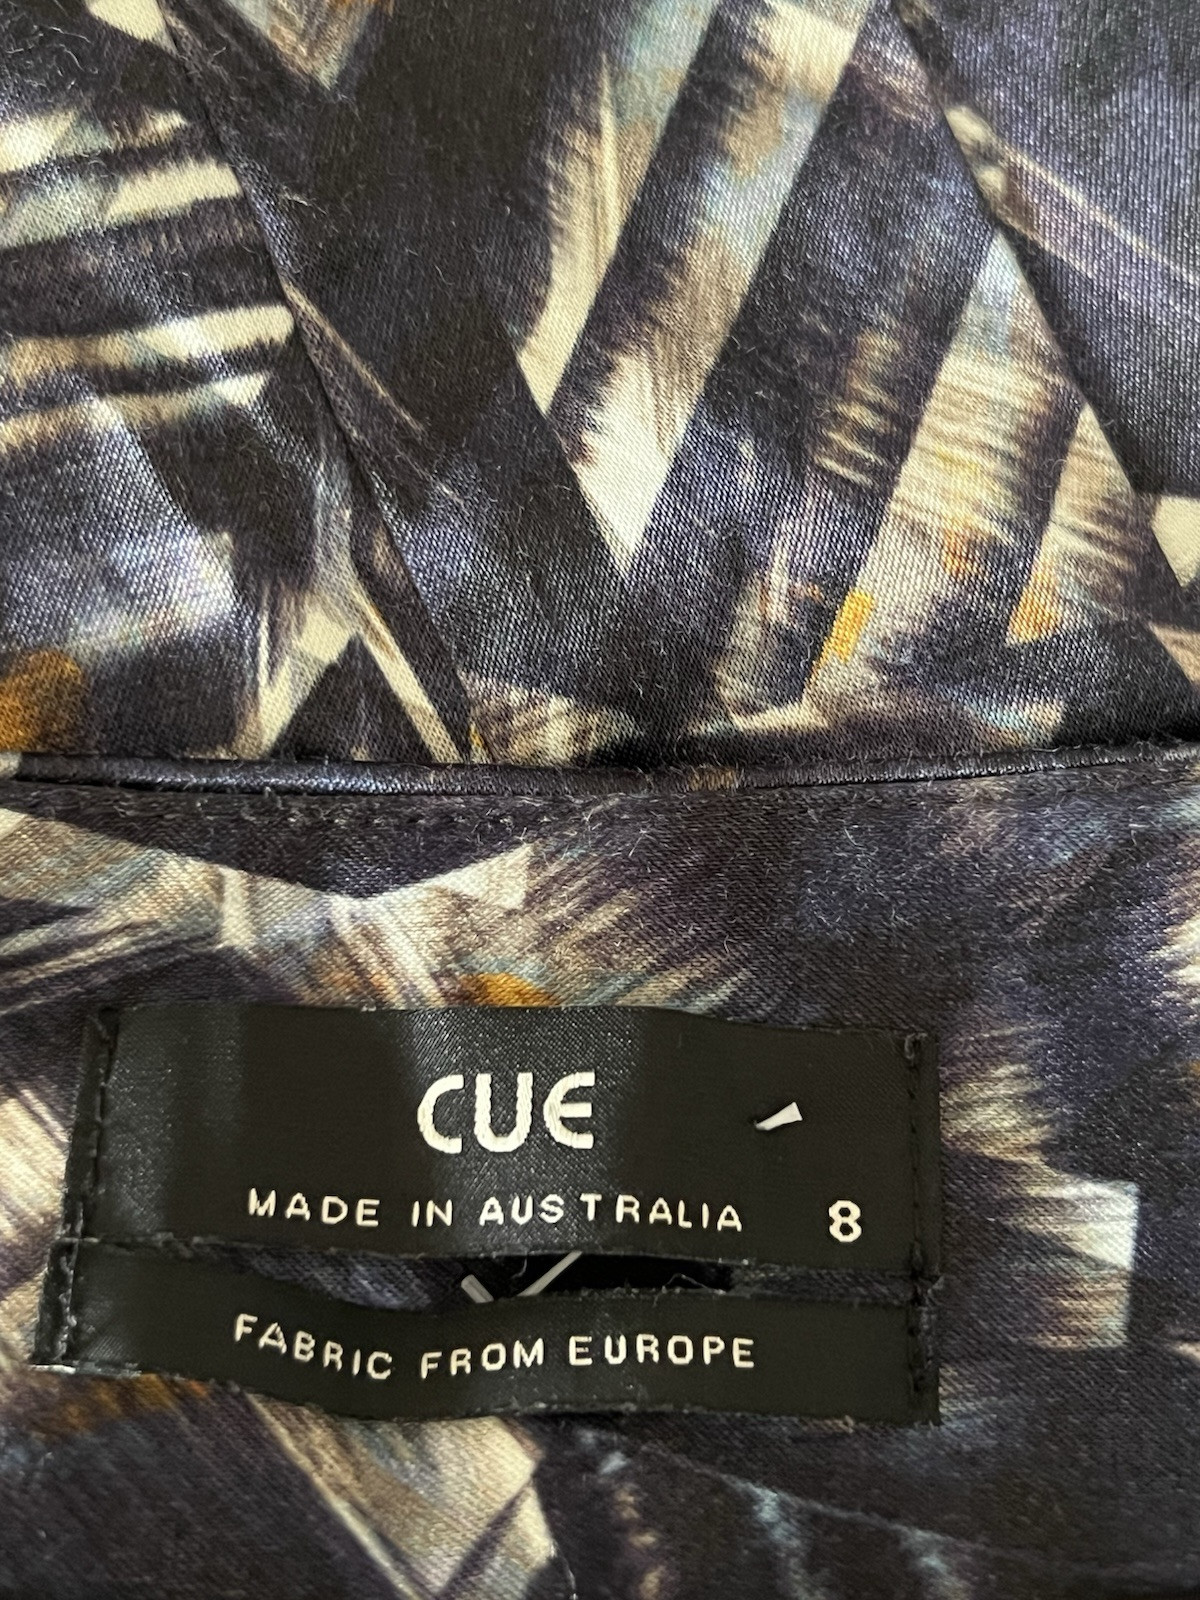 CUE
MADE IN AUSTRALIA 8
FABRIC FROM EUROPE